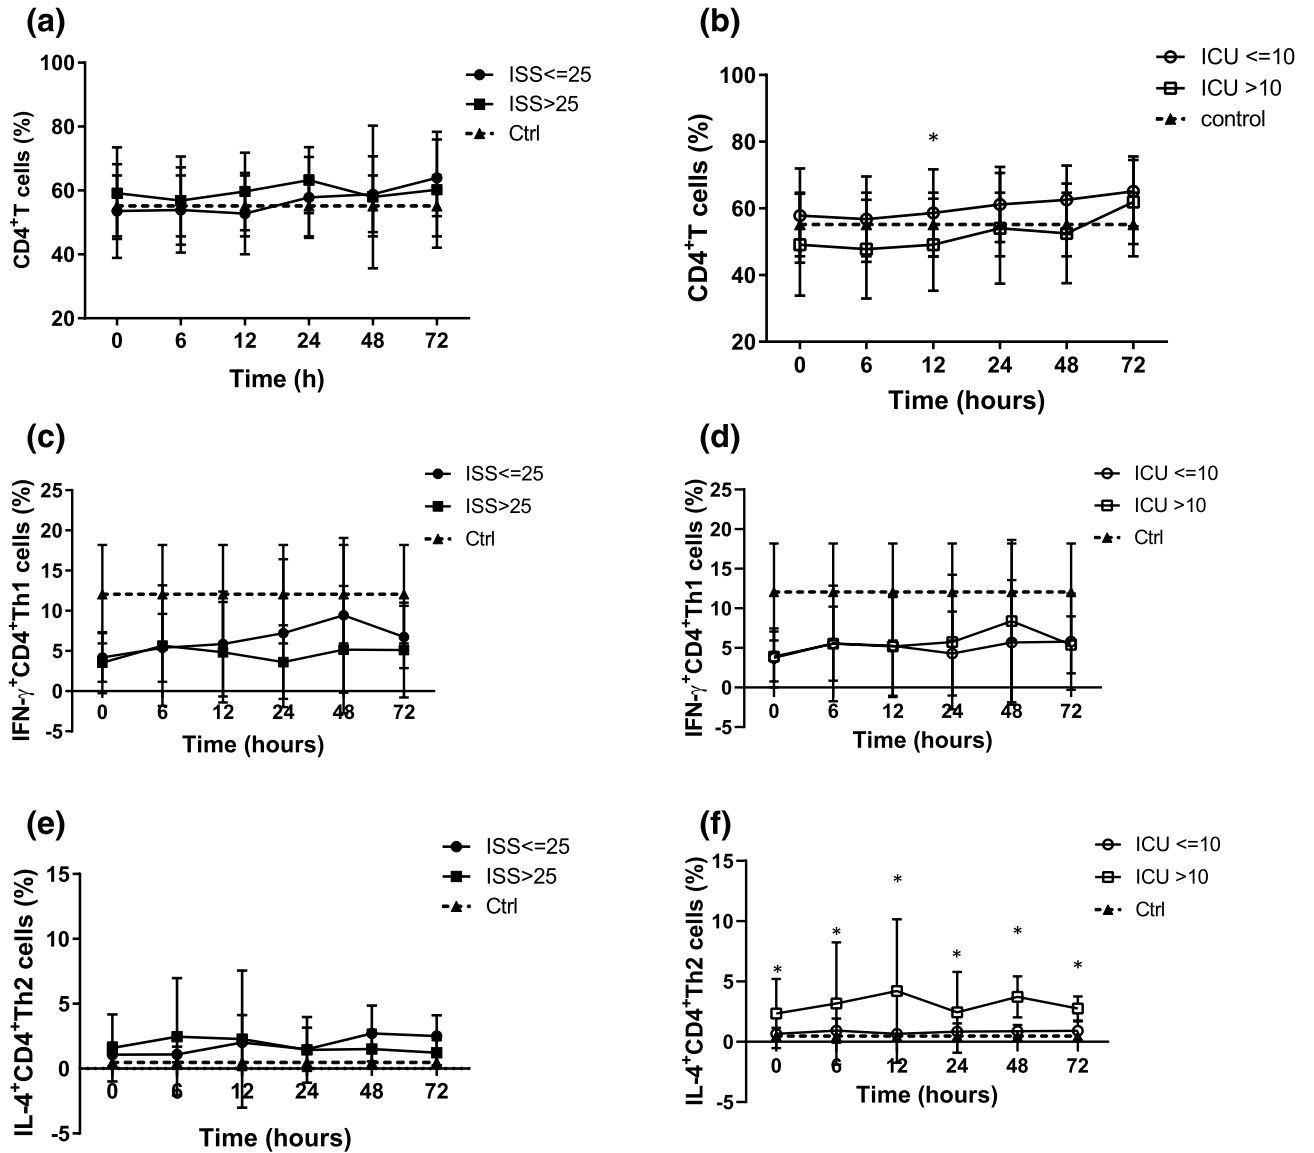 (a)
CD4+T cells (%)
100
80
60
40
20
0 6 12 24 48 72
Time (h)
ISS<=25
ISS>25
Ctrl
(b)
CD4+T cells (%)
100
80
60
40
20
*
0 6 12 24 48 72
Time (hours)
ICU <=10
ICU >10
control
(c)
IFN-γ+CD4+Th1 cells (%)
25
20
15
10
5
0
-5
0 6 12 24 48 72
Time (hours)
ISS<=25
ISS>25
Ctrl
(d)
IFN-γ+CD4+Th1 cells (%)
25
20
15
10
5
0
-5
0 6 12 24 48 72
Time (hours)
ICU <=10
ICU >10
Ctrl
(e)
IL-4+CD4+Th2 cells (%)
15
10
5
0
-5
0 6 12 24 48 72
Time (hours)
ISS<=25
ISS>25
Ctrl
(f)
IL-4+CD4+Th2 cells (%)
15
10
5
0
-5
* * * * * *
0 6 12 24 48 72
Time (hours)
ICU <=10
ICU >10
Ctrl